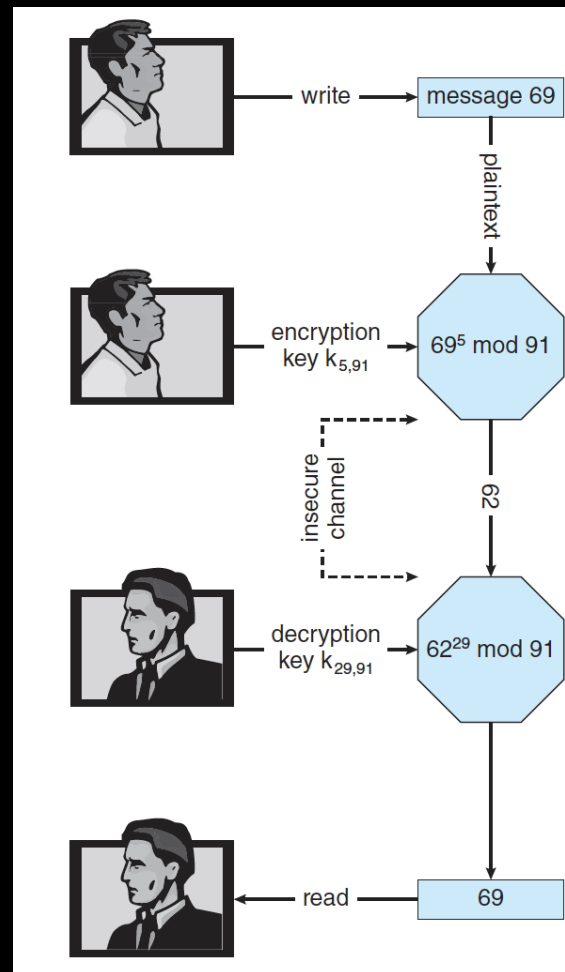 write
message 69
plaintext
encryption
key k₅,₉₁
69⁵ mod 91
insecure
channel
62
decryption
key k₂₉,₉₁
62²⁹ mod 91
read
69